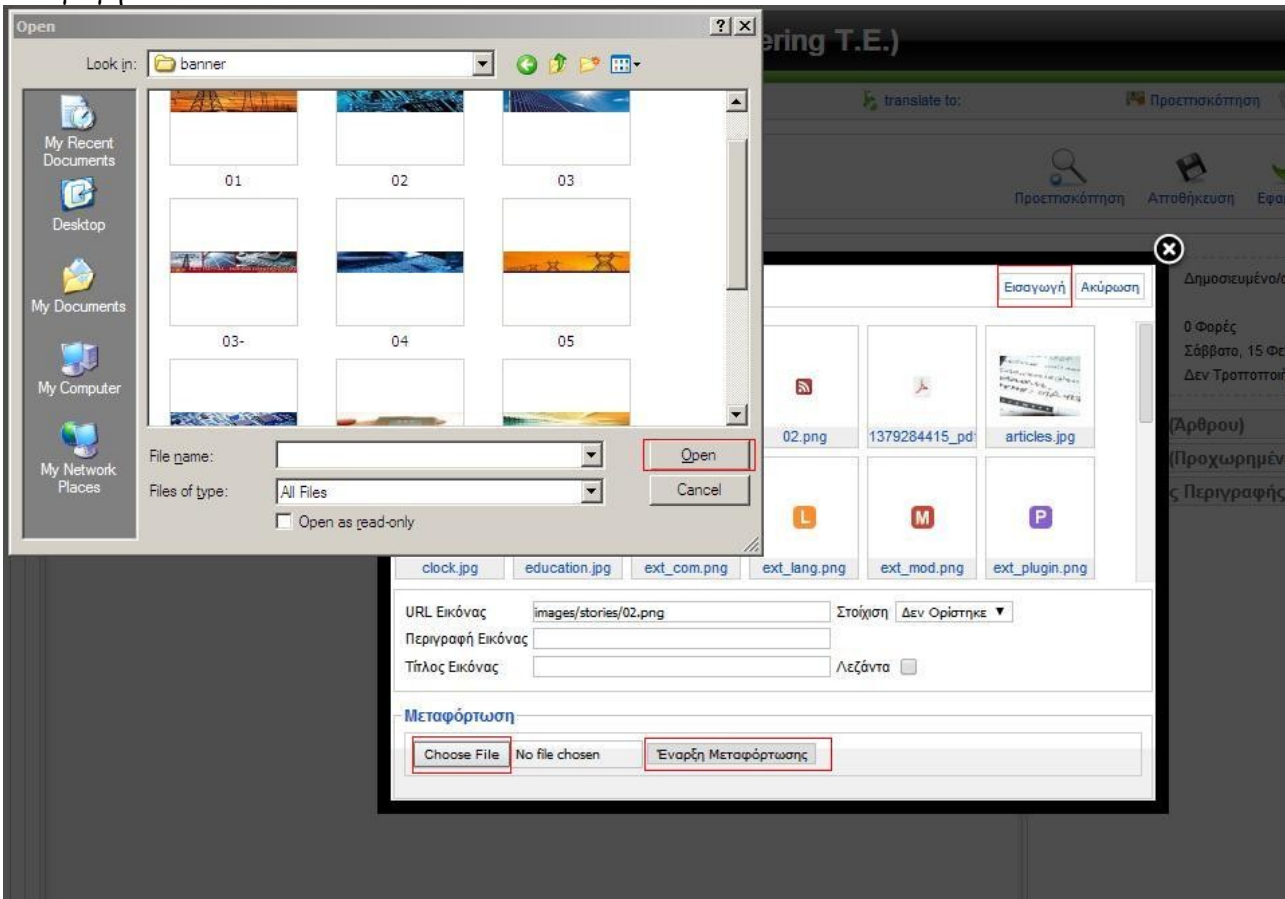 Open
ering T.E.)
Look in: banner
translate to:
Προεπισκόπηση
My Recent
Documents
01 02 03
Desktop
Προεπισκόπηση Αποθήκευση Εφα
My Documents
03- 04 05
My Computer
My Network
Places
File name: Open
Files of type: All Files Cancel
Open as read-only
Εισαγωγή Ακύρωση
Δημοσιευμένο/
0 Φορές
Σάββατο, 15 Φε
Δεν Τροποποιή
02.png 1379284415_pd articles.jpg
(Άρθρου)
(Προχωρημέν
ς Περιγραφής
L M P
clock.jpg education.jpg ext_com.png ext_lang.png ext_mod.png ext_plugin.png
URL Εικόνας images/stories/02.png Στοίχιση Δεν Ορίστηκε
Περιγραφή Εικόνας
Τίτλος Εικόνας Λεζάντα
Μεταφόρτωση
Choose File No file chosen Έναρξη Μεταφόρτωσης